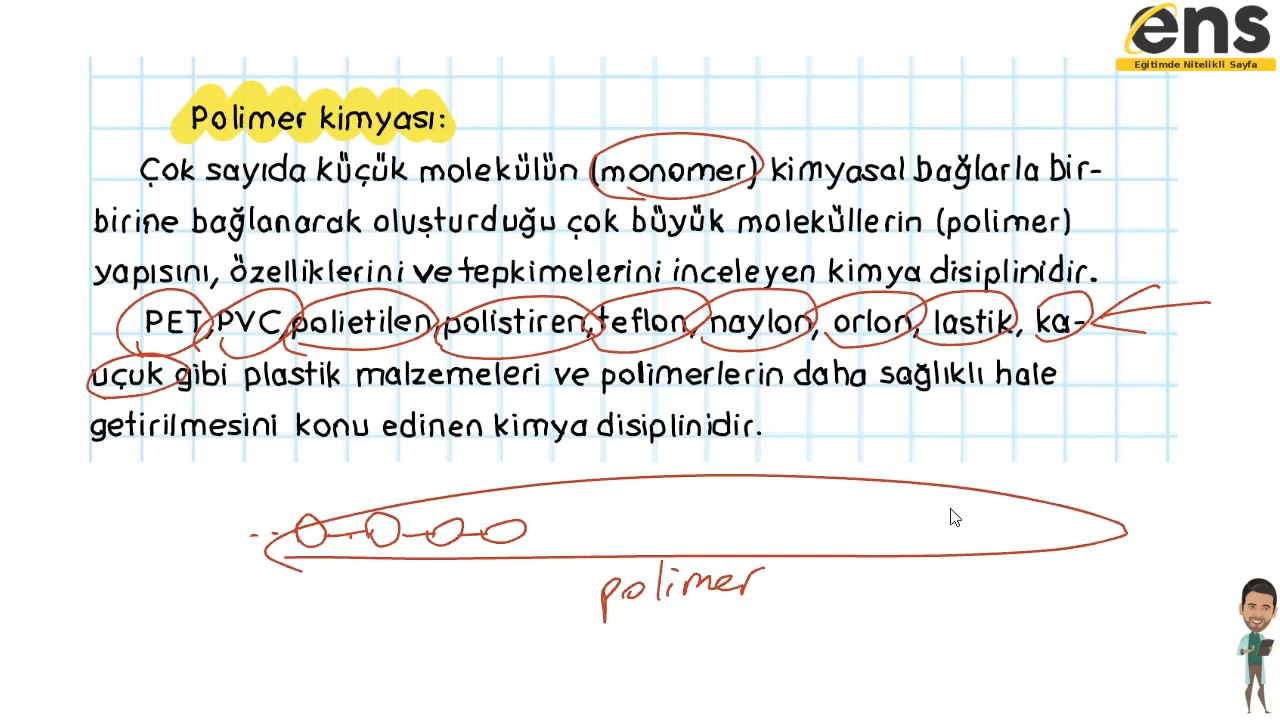 ens
Eğitimde Nitelikli Sayfa
Polimer kimyası:
Çok sayıda küçük molekülün (monomer) kimyasal bağlarla bir-
birine bağlanarak oluşturduğu çok büyük moleküllerin (polimer)
yapısını, özelliklerini ve tepkimelerini inceleyen kimya disiplinidir.
PET, PVC, polietilen, polistiren, teflon, naylon, orlon, lastik, ka-
uçuk gibi plastik malzemeleri ve polimerlerin daha sağlıklı hale
getirilmesini konu edinen kimya disiplinidir.
polimer